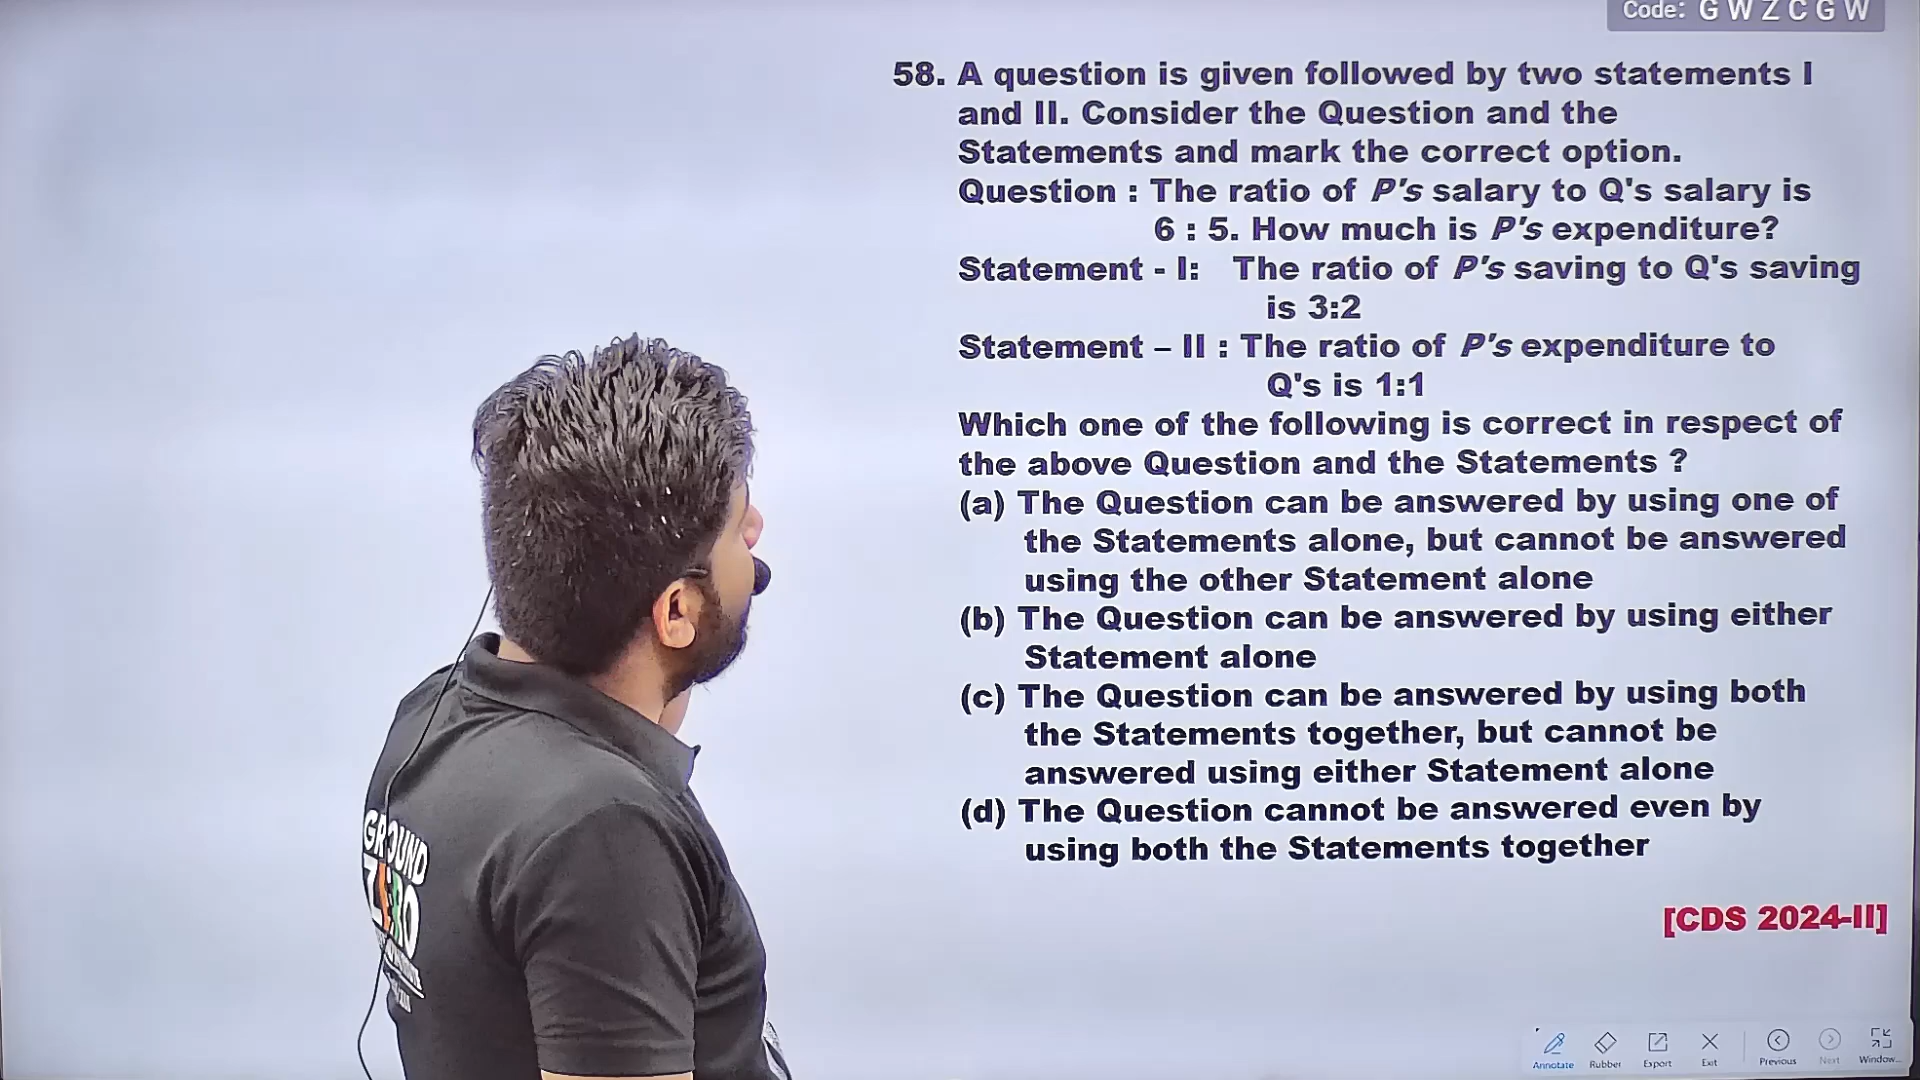 Code: G W Z C G W
58. A question is given followed by two statements I
and II. Consider the Question and the
Statements and mark the correct option.
Question : The ratio of P's salary to Q's salary is
6 : 5. How much is P's expenditure?
Statement - I: The ratio of P's saving to Q's saving
is 3:2
Statement – II : The ratio of P's expenditure to
Q's is 1:1
Which one of the following is correct in respect of
the above Question and the Statements ?
(a) The Question can be answered by using one of
the Statements alone, but cannot be answered
using the other Statement alone
(b) The Question can be answered by using either
Statement alone
(c) The Question can be answered by using both
the Statements together, but cannot be
answered using either Statement alone
(d) The Question cannot be answered even by
using both the Statements together
[CDS 2024-II]
GROUND
ZERO
Annotate Rubber Export Exit Previous Next Window...